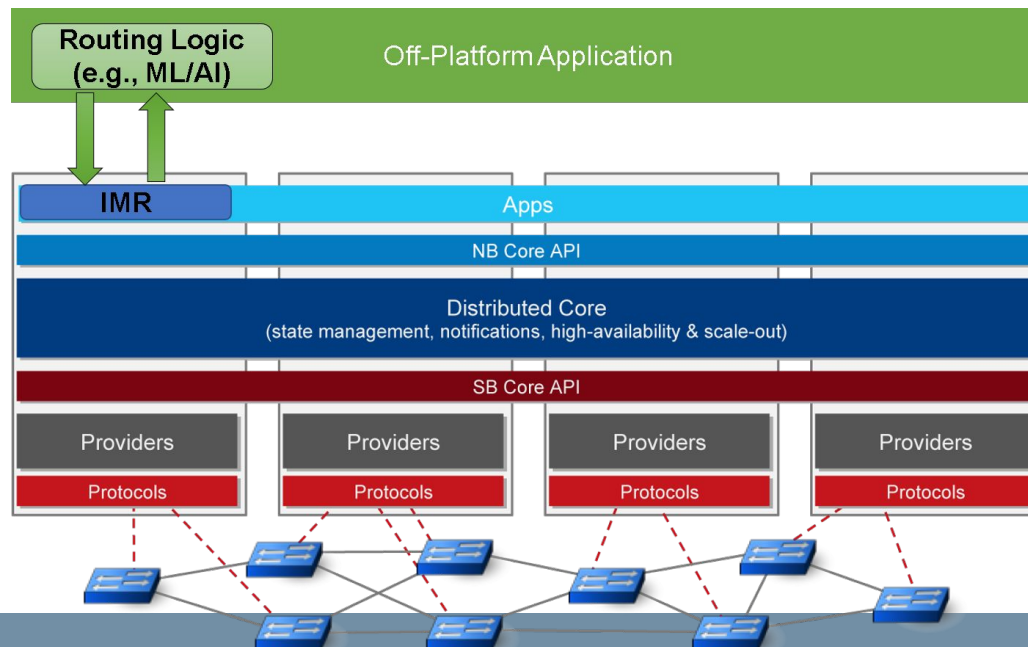 Routing Logic
(e.g., ML/AI)
Off-Platform Application
IMR
Apps
NB Core API
Distributed Core
(state management, notifications, high-availability & scale-out)
SB Core API
Providers
Providers
Providers
Providers
Protocols
Protocols
Protocols
Protocols